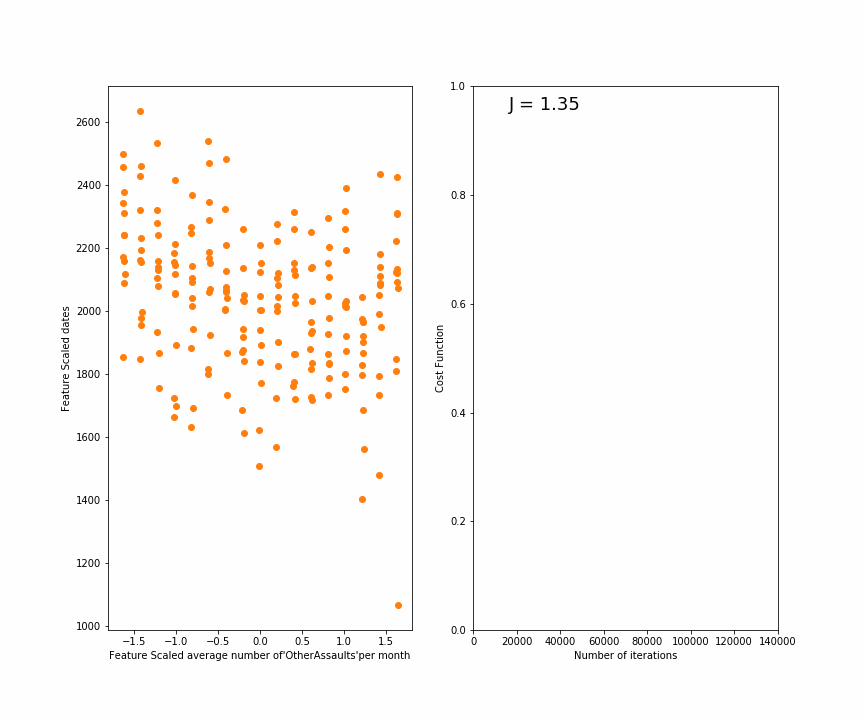 2600
2400
2200
2000
1800
1600
1400
1200
1000
Feature Scaled dates
−1.5 −1.0 −0.5 0.0 0.5 1.0 1.5
Feature Scaled average number of'OtherAssaults'per month
J = 1.35
1.0
0.8
0.6
0.4
0.2
0.0
Cost Function
0 20000 40000 60000 80000 100000 120000 140000
Number of iterations